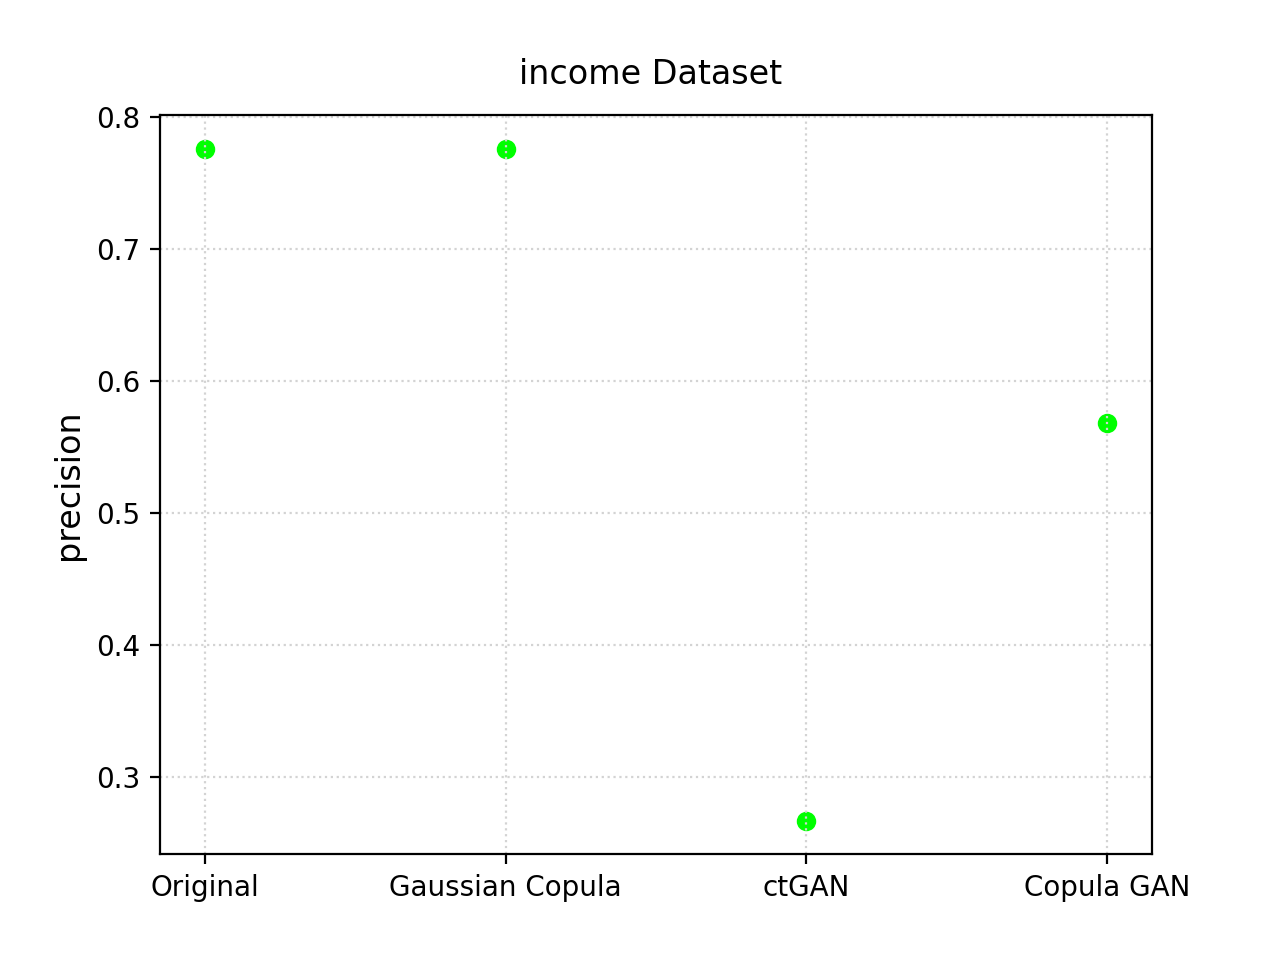 income Dataset
precision
0.8
0.7
0.6
0.5
0.4
0.3
Original
Gaussian Copula
ctGAN
Copula GAN